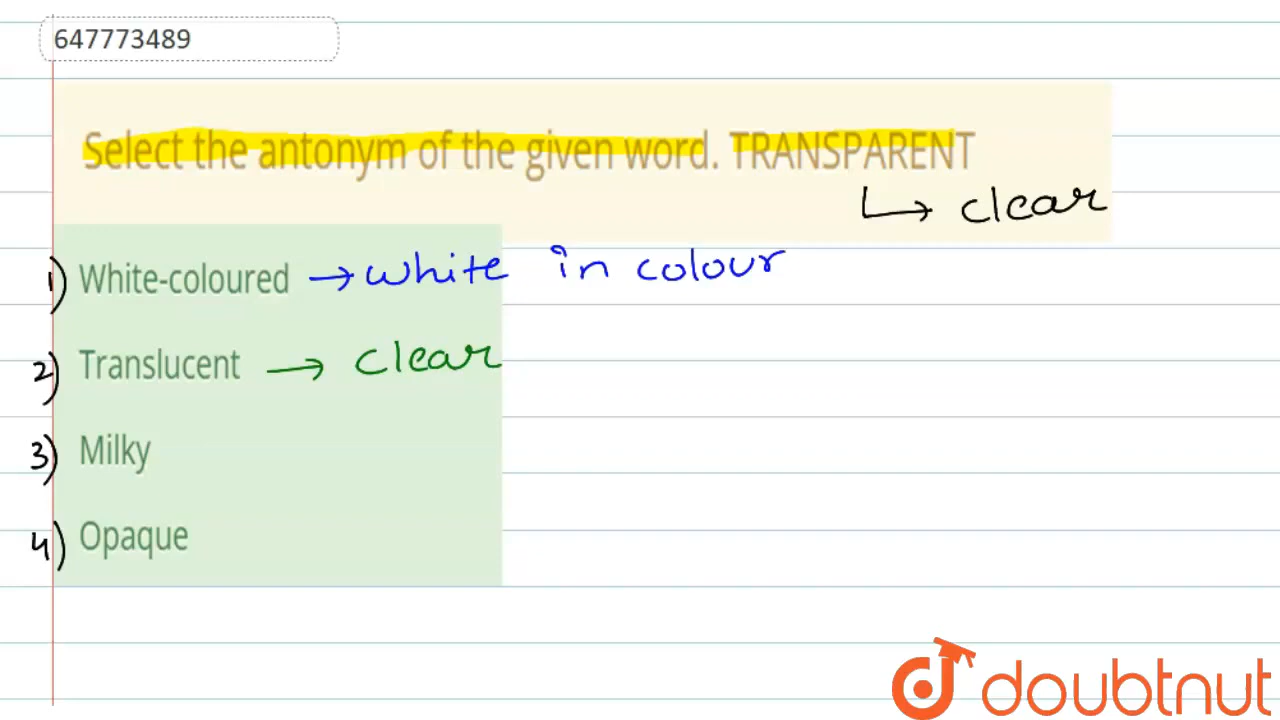 647773489
Select the antonym of the given word. TRANSPARENT
↳ clear
1) White-coloured → white in colour
2) Translucent → clear
3) Milky
4) Opaque
doubtnut